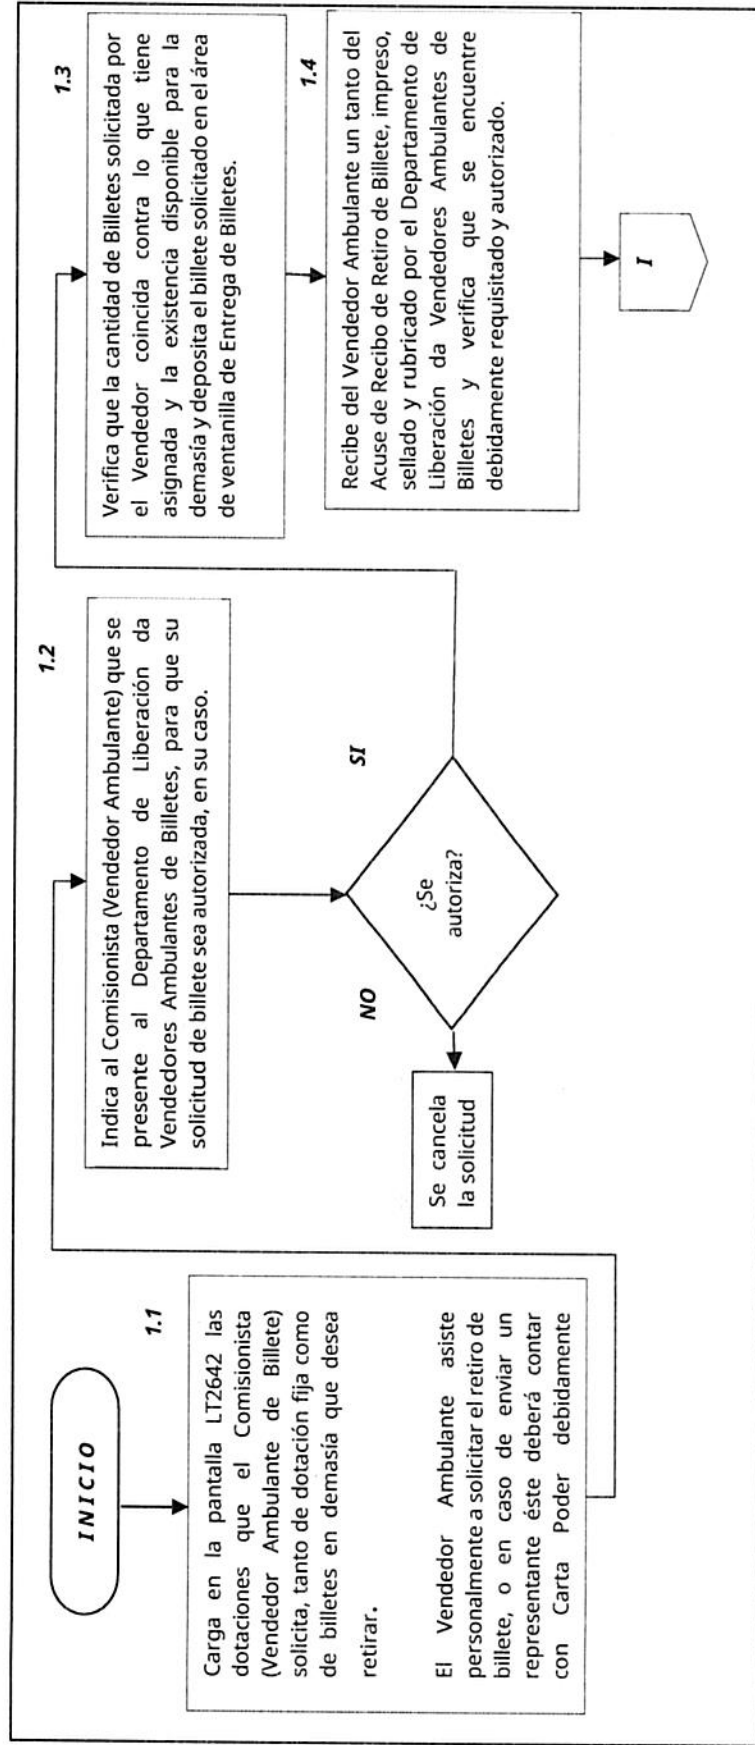 INICIO
1.1
Carga en la pantalla LT2642 las
dotaciones que el Comisionista
(Vendedor Ambulante de Billete)
solicita, tanto de dotación fija como
de billetes en demasía que desea
retirar.
El Vendedor Ambulante asiste
personalmente a solicitar el retiro de
billete, o en caso de enviar un
representante éste deberá contar
con Carta Poder debidamente
1.2
Indica al Comisionista (Vendedor Ambulante) que se
presente al Departamento de Liberación da
Vendedores Ambulantes de Billetes, para que su
solicitud de billete sea autorizada, en su caso.
¿Se
autoriza?
NO
Se cancela
la solicitud
SI
1.3
Verifica que la cantidad de Billetes solicitada por
el Vendedor coincida contra lo que tiene
asignada y la existencia disponible para la
demasía y deposita el billete solicitado en el área
de ventanilla de Entrega de Billetes.
1.4
Recibe del Vendedor Ambulante un tanto del
Acuse de Recibo de Retiro de Billete, impreso,
sellado y rubricado por el Departamento de
Liberación da Vendedores Ambulantes de
Billetes y verifica que se encuentre
debidamente requisitado y autorizado.
I